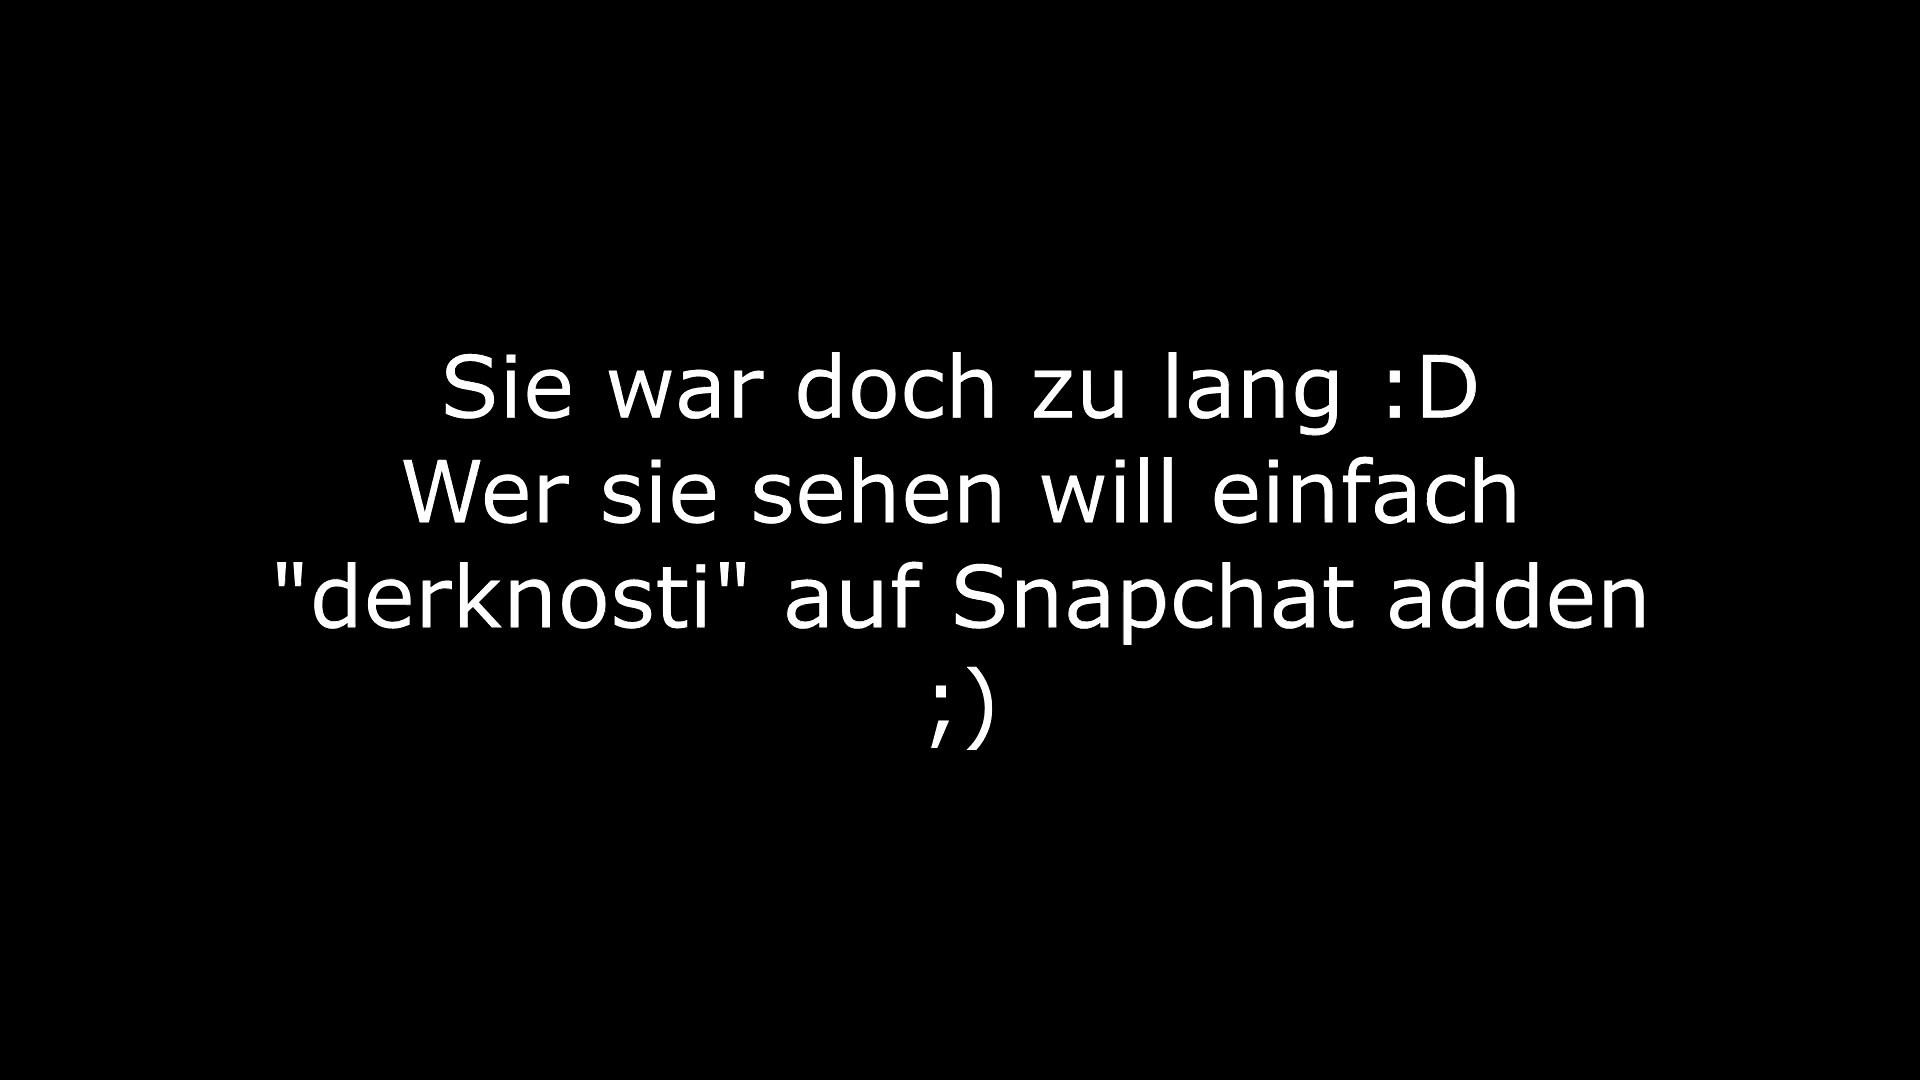 Sie war doch zu lang :D
Wer sie sehen will einfach
"derknosti" auf Snapchat adden
;)